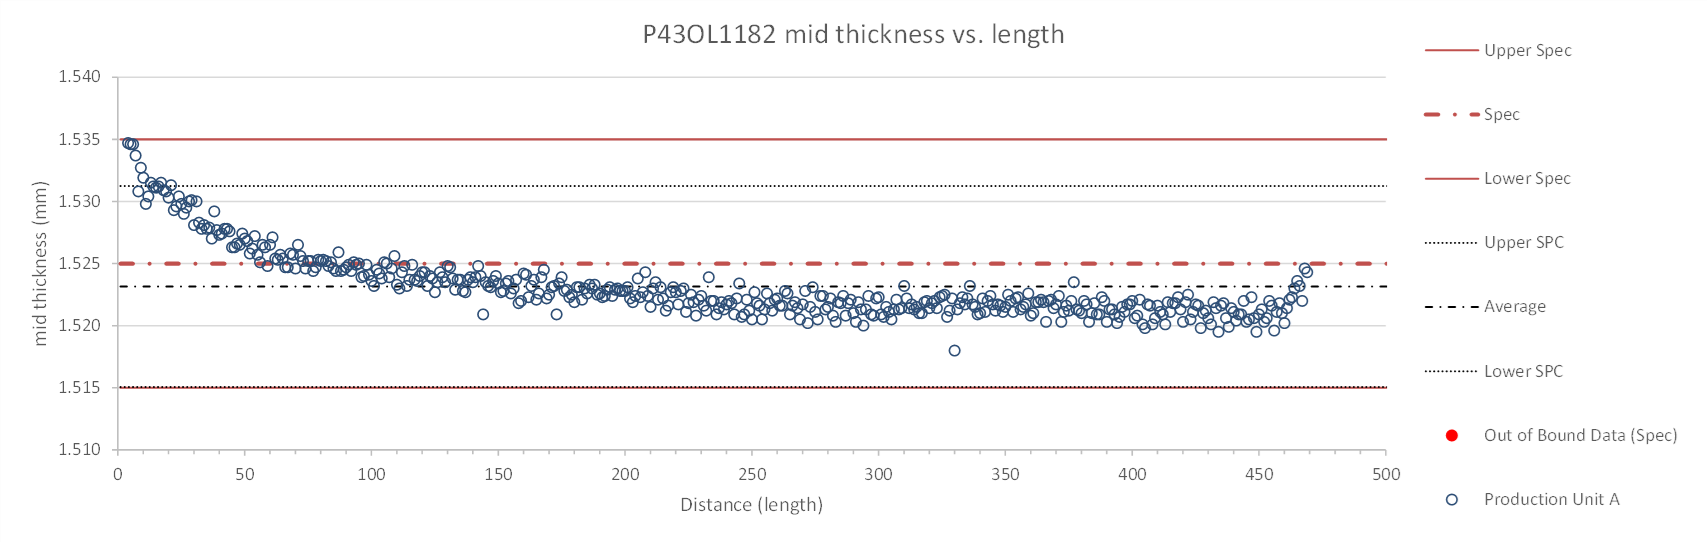 P43OL1182 mid thickness vs. length
mid thickness (mm)
1.540
1.535
1.530
1.525
1.520
1.515
1.510
0 50 100 150 200 250 300 350 400 450 500
Distance (length)
Upper Spec
Spec
Lower Spec
Upper SPC
Average
Lower SPC
Out of Bound Data (Spec)
Production Unit A